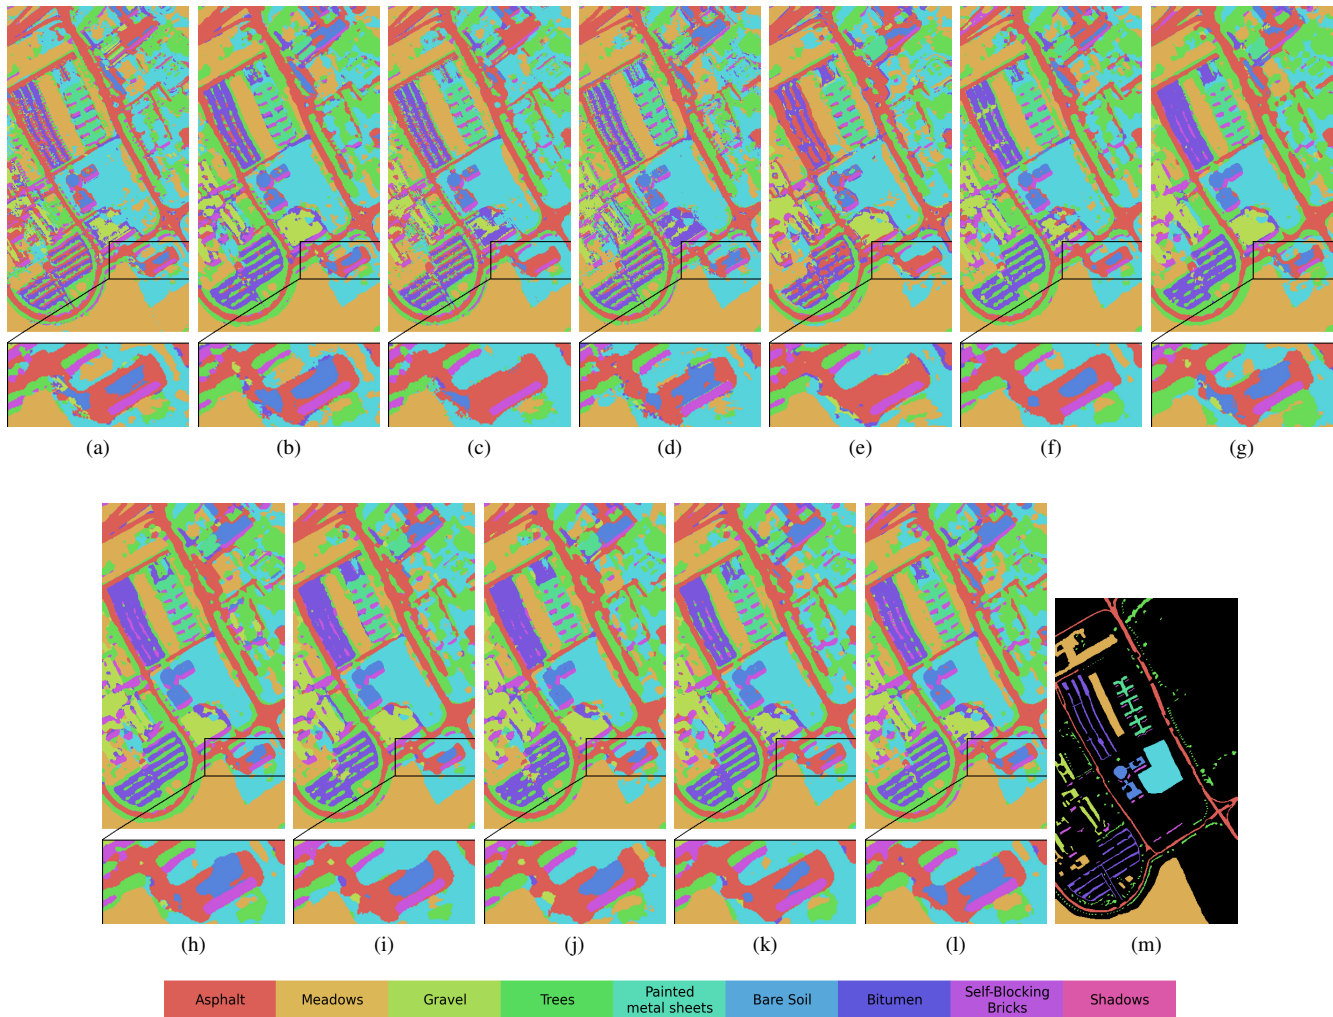 (a) (b) (c) (d) (e) (f) (g)
(h) (i) (j) (k) (l) (m)
Asphalt Meadows Gravel Trees Painted metal sheets Bare Soil Bitumen Self-Blocking Bricks Shadows